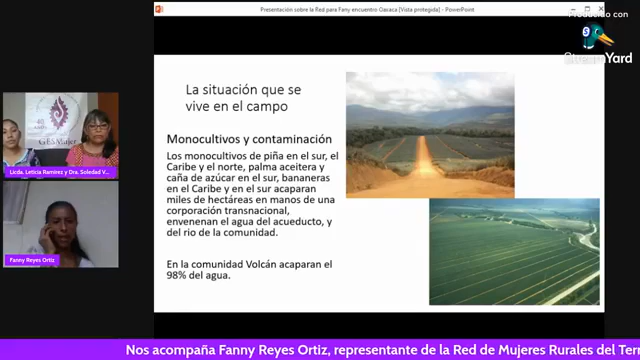 Presentación sobre la Red para Fany encuentro Oaxaca [Vista protegida] - PowerPoint
Producido con
StreamYard
La situación que se
vive en el campo
Monocultivos y contaminación
Los monocultivos de piña en el sur, el
Caribe y el norte, palma aceitera y
caña de azúcar en el sur, bananeras
en el Caribe y en el sur acaparan
miles de hectáreas en manos de una
corporación transnacional,
envenenan el agua del acueducto, y
del rio de la comunidad.
En la comunidad Volcán acaparan el
98% del agua.
GESMujer
Licda. Leticia Ramírez y Dra. Soledad V...
Fanny Reyes Ortiz
Nos acompaña Fanny Reyes Ortiz, representante de la Red de Mujeres Rurales del Terr